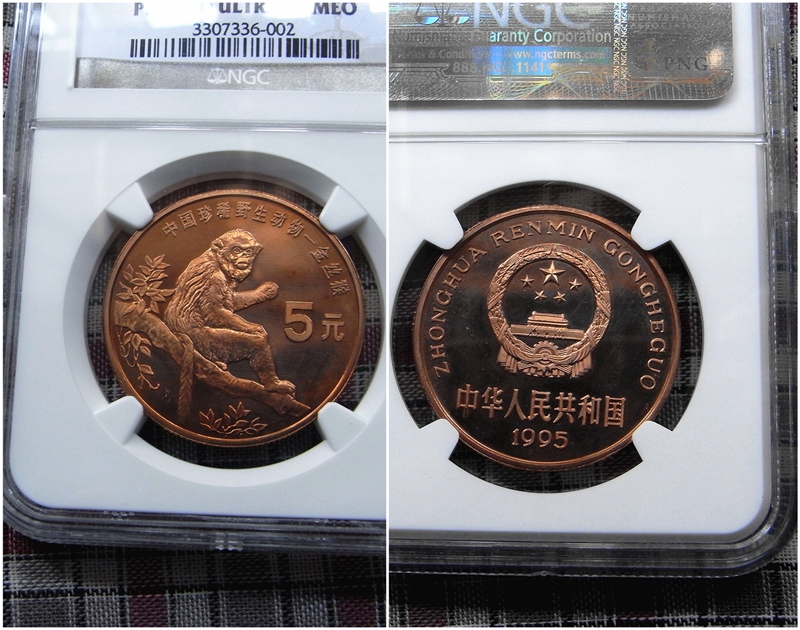 MEO
3307336-002
NGC
中国珍稀野生动物—金丝猴
5元
NGC
Guaranty Corporation
www.ngcterms.com
PNG
ZHONGHUA RENMIN GONGHEGUO
中华人民共和国
1995